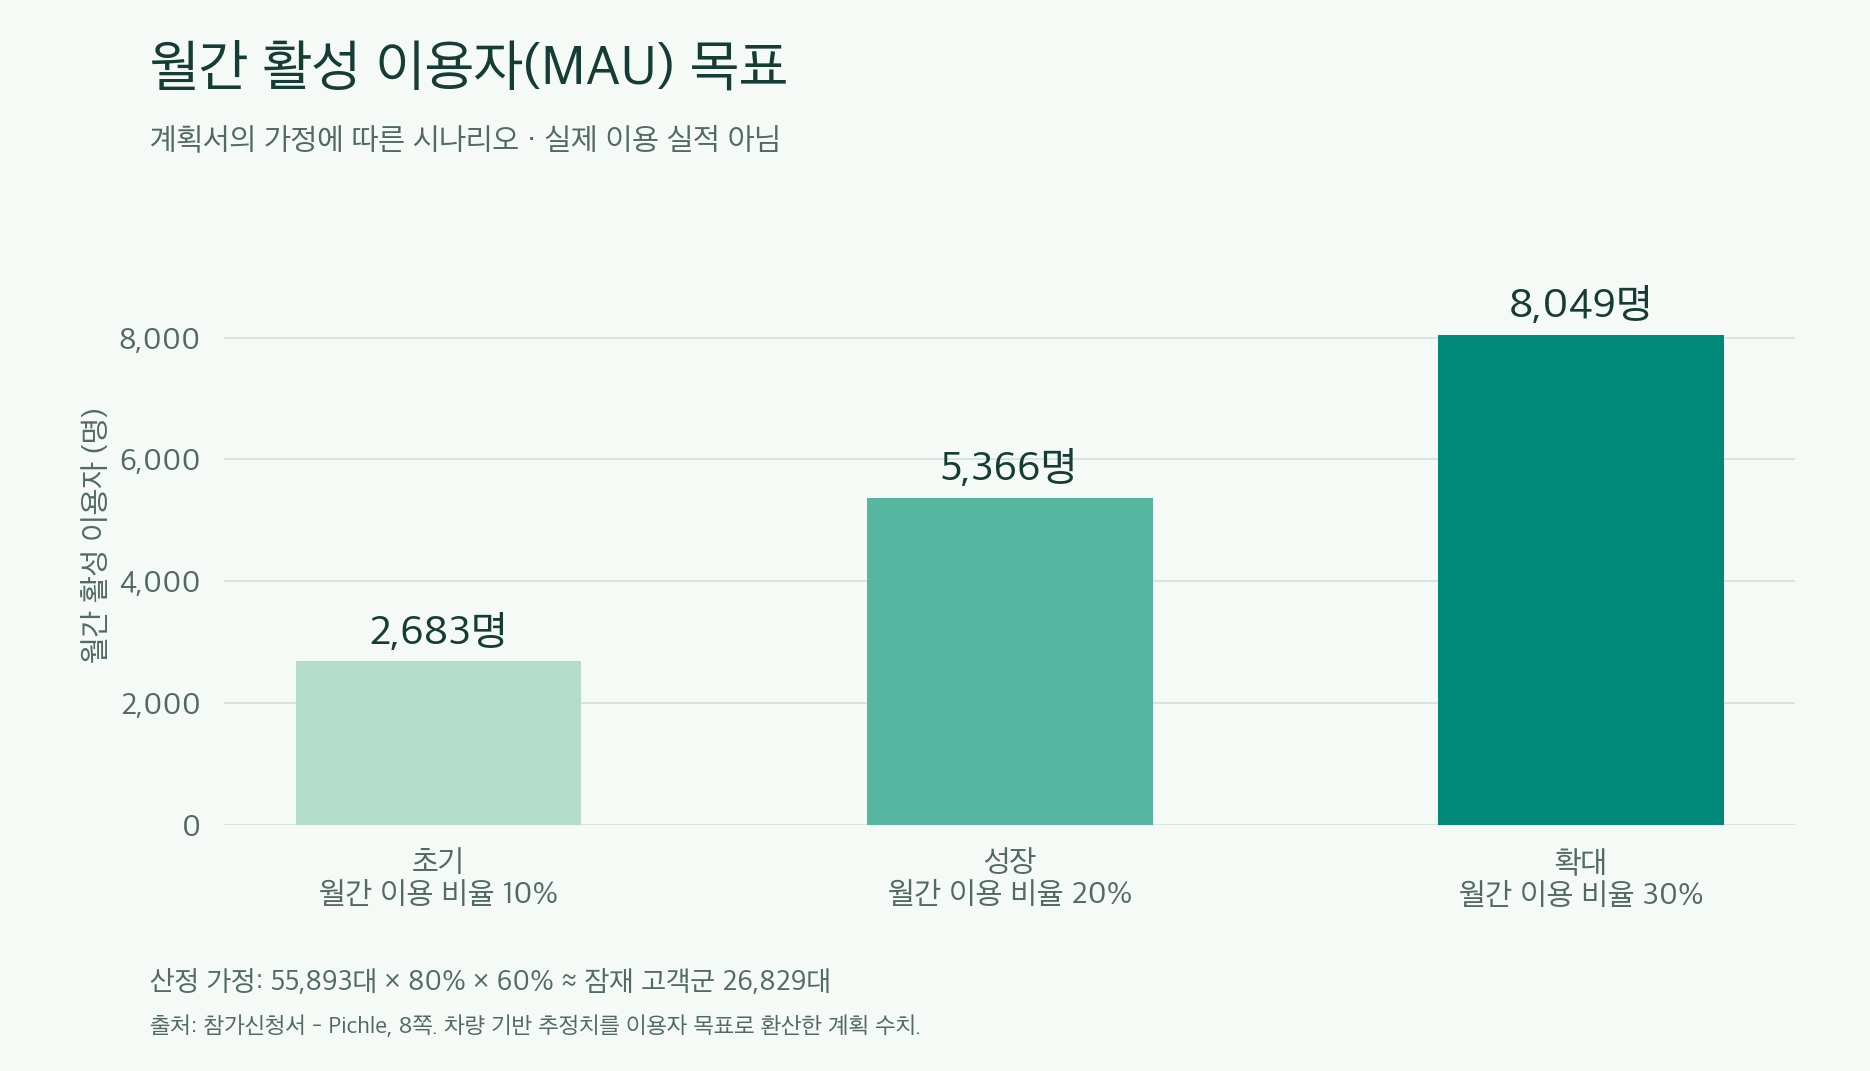 월간 활성 이용자(MAU) 목표
계획서의 가정에 따른 시나리오 · 실제 이용 실적 아님
월간 활성 이용자 (명)
8,000
6,000
4,000
2,000
0
2,683명
5,366명
8,049명
초기
월간 이용 비율 10%
성장
월간 이용 비율 20%
확대
월간 이용 비율 30%
산정 가정: 55,893대 × 80% × 60% ≈ 잠재 고객군 26,829대
출처: 참가신청서 – Pichle, 8쪽. 차량 기반 추정치를 이용자 목표로 환산한 계획 수치.